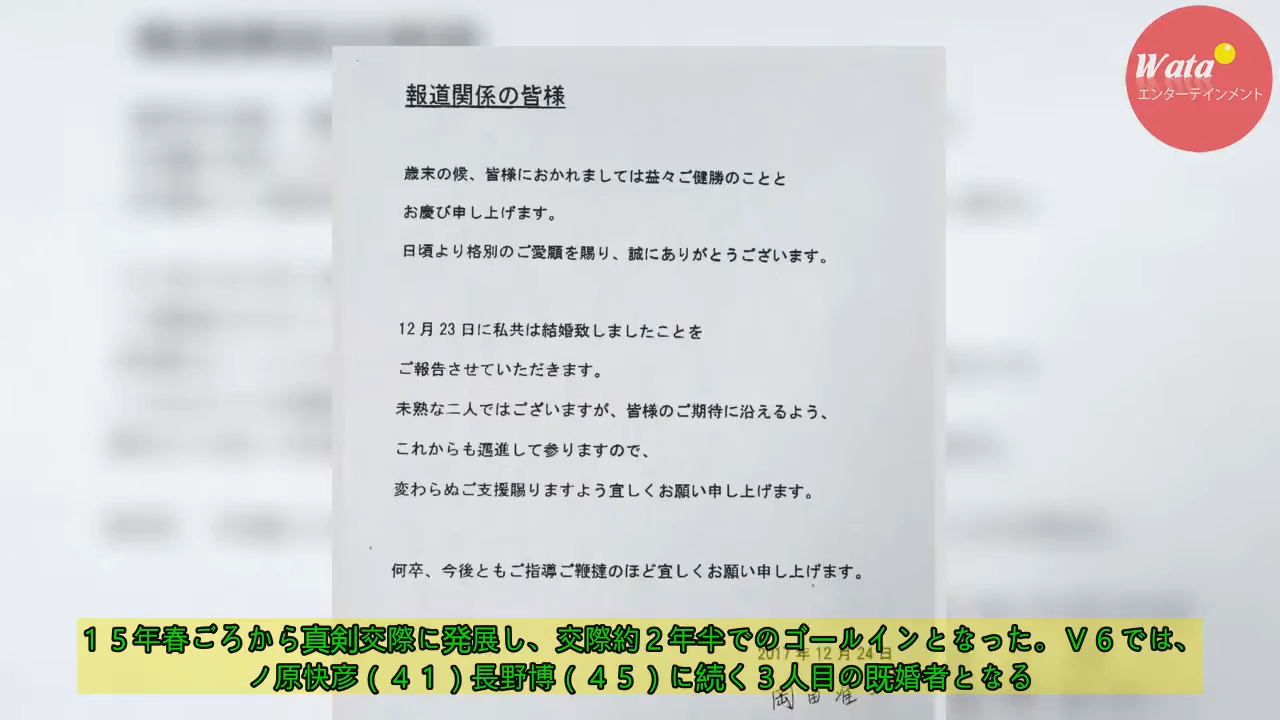 報道関係の皆様
Wata
エンターテインメント
歳末の候、皆様におかれましては益々ご健勝のことと
お慶び申し上げます。
日頃より格別のご愛顧を賜り、誠にありがとうございます。
12月23日に私共は結婚致しましたことを
ご報告させていただきます。
未熟な二人ではございますが、皆様のご期待に沿えるよう、
これからも邁進して参りますので、
変わらぬご支援賜りますよう宜しくお願い申し上げます。
何卒、今後ともご指導ご鞭撻のほど宜しくお願い申し上げます。
１５年春ごろから真剣交際に発展し、交際約２年半でのゴールインとなった。Ｖ６では、
2017年12月24日
ノ原快彦（４１）長野博（４５）に続く３人目の既婚者となる
岡田准